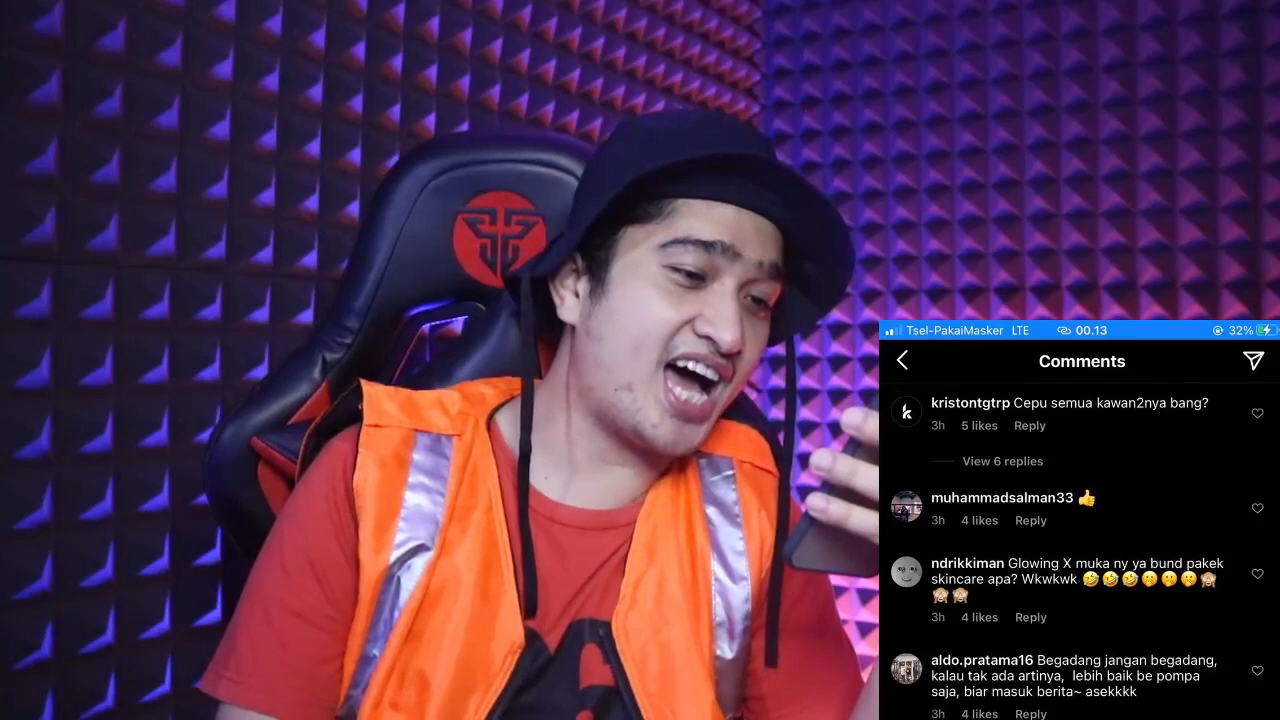 Tsel-PakaiMasker LTE 00.13 32%
Comments
kristontgtrp Cepu semua kawan2nya bang?
3h 5 likes Reply
View 6 replies
muhammadsalman33 👍
3h 4 likes Reply
ndrikkiman Glowing X muka ny ya bund pakek
skincare apa? Wkwkwk 🤣🤣🤣🤭🤭🤭🙈
🙈🙈
3h 4 likes Reply
aldo.pratama16 Begadang jangan begadang,
kalau tak ada artinya, lebih baik be pompa
saja, biar masuk berita~ asekkkk
3h 4 likes Reply